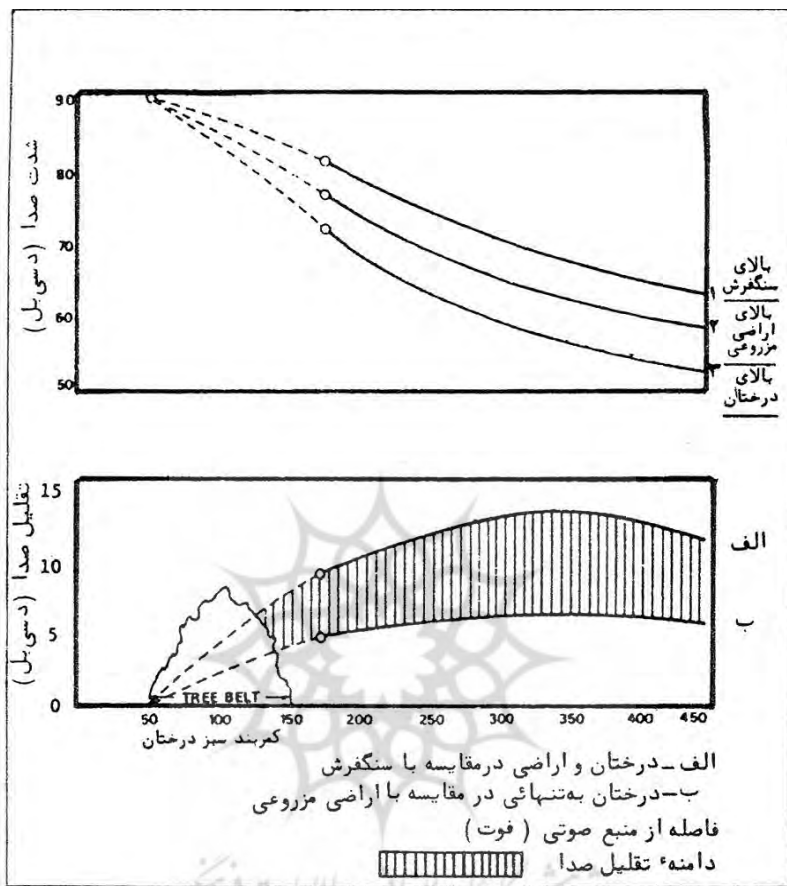 شدت صدا (دسی‌بل)
90
80
70
60
50
۱ بالای سنگفرش
۲ بالای اراضی مزروعی
۳ بالای درختان
تقلیل صدا (دسی‌بل)
15
10
5
0
الف
ب
TREE BELT
50 100 150 200 250 300 350 400 450
کمربند سبز درختان
الف ـ درختان و اراضی درمقایسه با سنگفرش
ب ـ درختان به‌تنهائی در مقایسه با اراضی مزروعی
فاصله از منبع صوتی ( فوت )
دامنهٔ تقلیل صدا